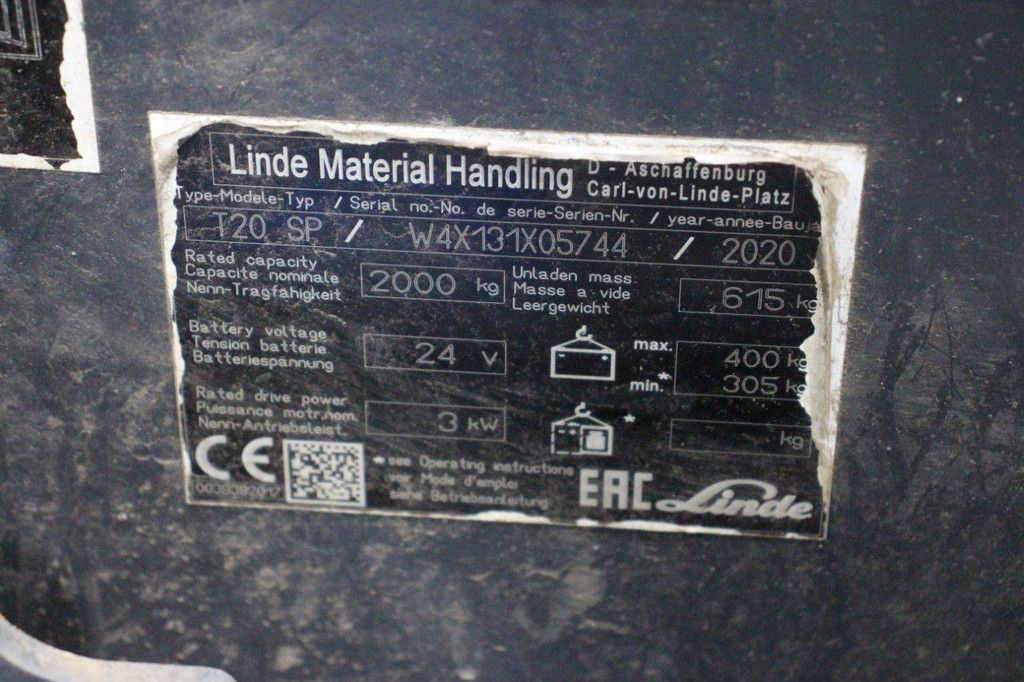 Linde Material Handling D - Aschaffenburg
Carl-von-Linde-Platz
Type-Modele-Typ / Serial no.-No. de serie-Serien-Nr. / year-annee-Bauja
T20 SP / W4X131X05744 / 2020
Rated capacity
Capacite nominale
Nenn-Tragfähigkeit
2000 kg
Unladen mass
Masse a vide
Leergewicht
615 kg
Battery voltage
Tension batterie
Batteriespannung
24 V
max. 400 kg
min.* 305 kg
Rated drive power
Puissance motr.nom.
Nenn-Antriebsleist.
3 kW
* kg
CE
*see Operating instructions
voir Mode d'emploi
siehe Betriebsanleitung
EAC Linde